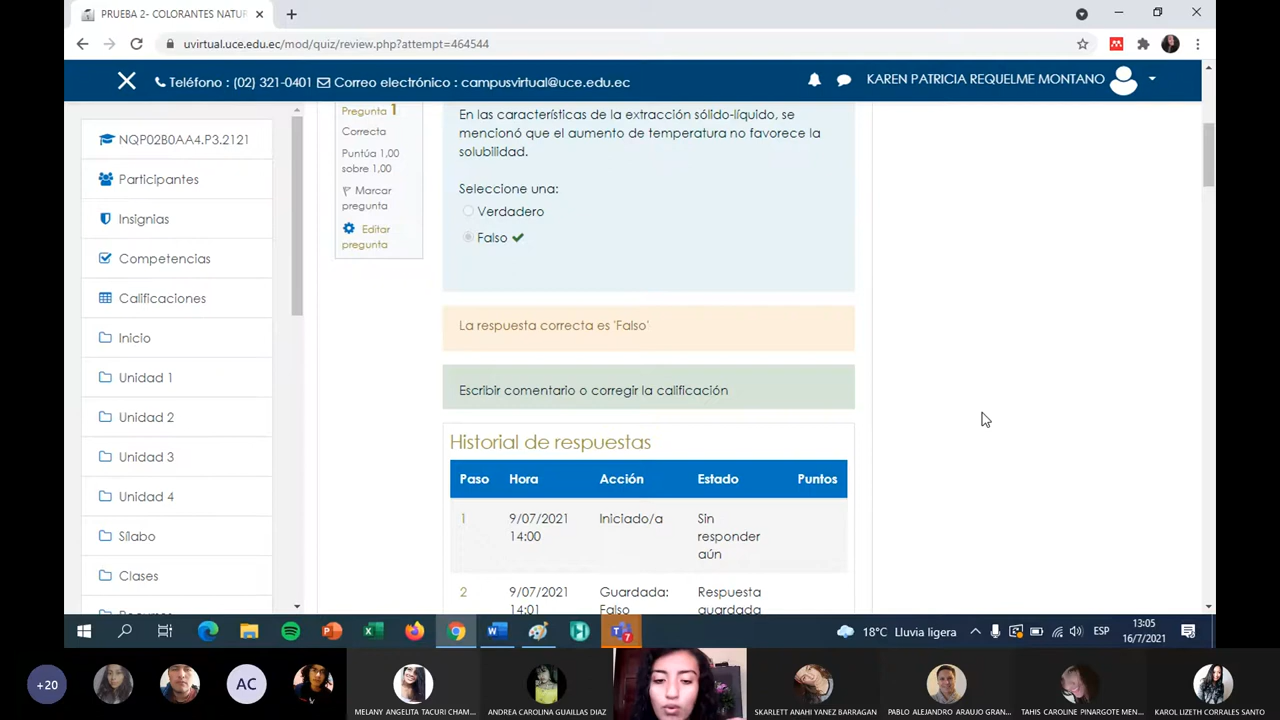 PRUEBA 2- COLORANTES NATUR
uvirtual.uce.edu.ec/mod/quiz/review.php?attempt=464544
Teléfono : (02) 321-0401 Correo electrónico : campusvirtual@uce.edu.ec
KAREN PATRICIA REQUELME MONTANO
NQP02B0AA4.P3.2121
Participantes
Insignias
Competencias
Calificaciones
Inicio
Unidad 1
Unidad 2
Unidad 3
Unidad 4
Sílabo
Clases
Pregunta 1
Correcta
Puntúa 1,00
sobre 1,00
Marcar
pregunta
Editar
pregunta
En las características de la extracción sólido-líquido, se
mencionó que el aumento de temperatura no favorece la
solubilidad.
Seleccione una:
Verdadero
Falso
La respuesta correcta es 'Falso'
Escribir comentario o corregir la calificación
Historial de respuestas
Paso Hora Acción Estado Puntos
1 9/07/2021 Iniciado/a Sin
14:00 responder
aún
2 9/07/2021 Guardada: Respuesta
14:01 Falso guardada
18°C Lluvia ligera ESP
13:05
16/7/2021
+20
AC
MELANY ANGELITA TACURI CHAM...
ANDREA CAROLINA GUAILLAS DIAZ
SKARLETT ANAHI YANEZ BARRAGAN
PABLO ALEJANDRO ARAUJO GRAN...
TAHIS CAROLINE PINARGOTE MEN...
KAROL LIZETH CORRALES SANTO